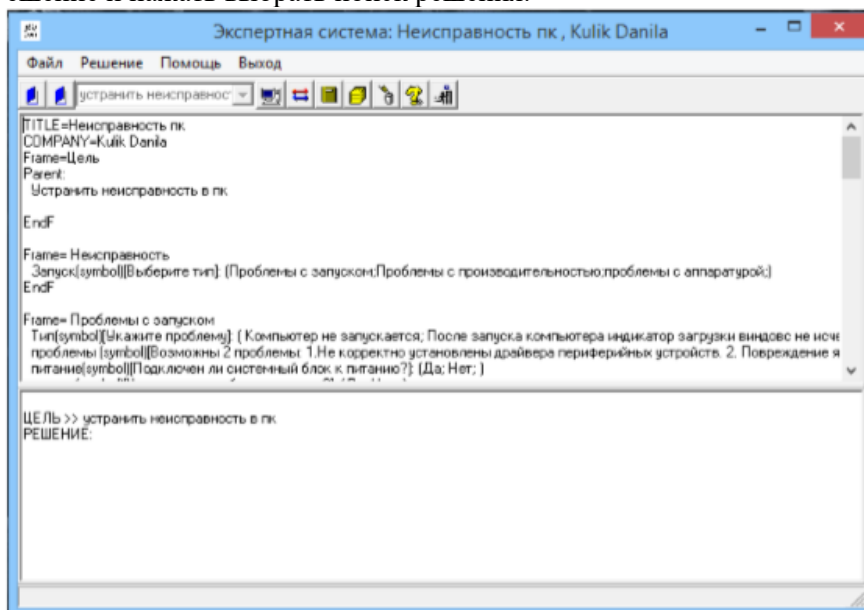 Экспертная система: Неисправность пк , Kulik Danila
Файл Решение Помощь Выход
устранить неисправнос
TITLE=Неисправность пк
COMPANY=Kulik Danila
Frame=Цель
Parent:
Устранить неисправность в пк
EndF
Frame= Неисправность
Запуск(symbol)[Выберите тип]: (Проблемы с запуском;Проблемы с производительностью;проблемы с аппаратурой;)
EndF
Frame= Проблемы с запуском
Тип(symbol)[Укажите проблему]: ( Компьютер не запускается; После запуска компьютера индикатор загрузки виндовс не исче
проблемы (symbol)[Возможны 2 проблемы: 1.Не корректно установлены драйвера периферийных устройств. 2. Повреждение я
питание(symbol)[Подключен ли системный блок к питанию?]: (Да; Нет; )
ЦЕЛЬ >> устранить неисправность в пк
РЕШЕНИЕ: